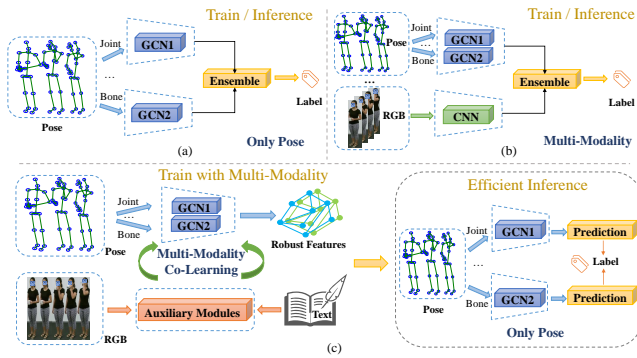 Train / Inference
Joint
GCN1
...
Bone
GCN2
Pose
Ensemble
Label
Only Pose
(a)
Train / Inference
Joint
Pose
...
Bone
GCN1
GCN2
...
RGB
CNN
Ensemble
Label
(b)
Multi-Modality
Train with Multi-Modality
Joint
...
Bone
Pose
GCN1
GCN2
Robust Features
Multi-Modality
Co-Learning
RGB
Auxiliary Modules
Text
(c)
Efficient Inference
Joint
GCN1
Prediction
...
Label
Pose
Bone
GCN2
Prediction
Only Pose